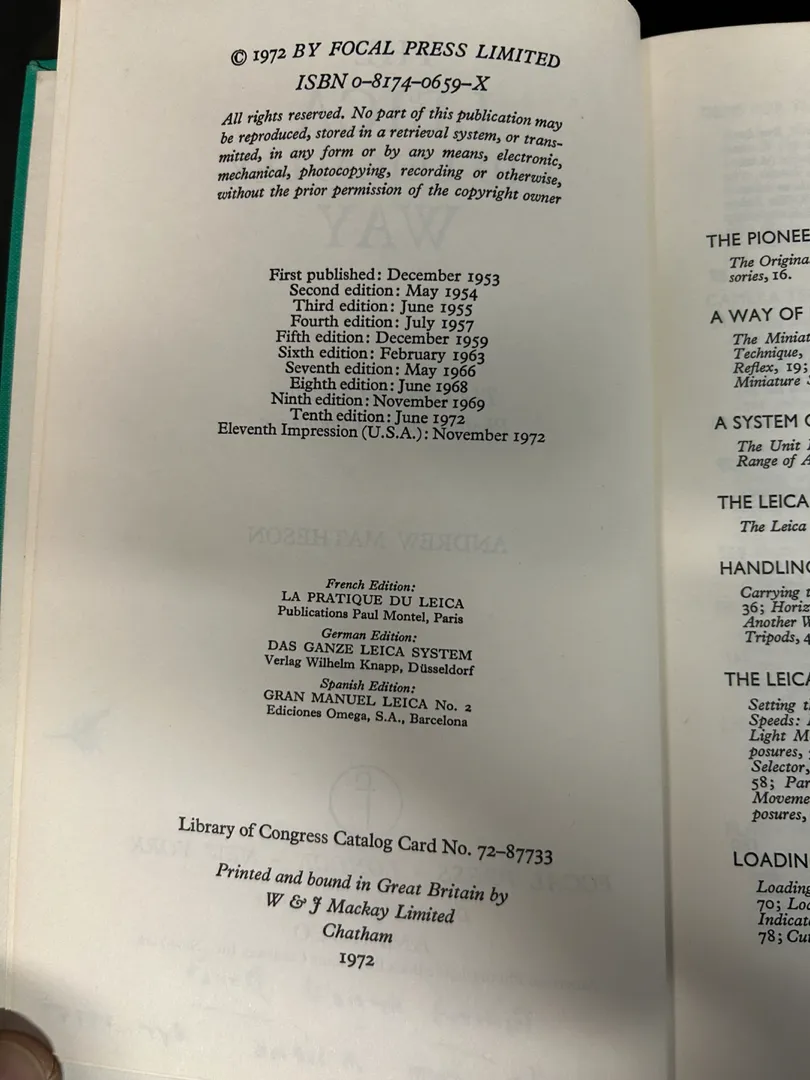 © 1972 BY FOCAL PRESS LIMITED
ISBN 0-8174-0659-X
All rights reserved. No part of this publication may
be reproduced, stored in a retrieval system, or trans-
mitted, in any form or by any means, electronic,
mechanical, photocopying, recording or otherwise,
without the prior permission of the copyright owner
WAY
First published: December 1953
Second edition: May 1954
Third edition: June 1955
Fourth edition: July 1957
Fifth edition: December 1959
Sixth edition: February 1963
Seventh edition: May 1966
Eighth edition: June 1968
Ninth edition: November 1969
Tenth edition: June 1972
Eleventh Impression (U.S.A.): November 1972
ANDREW MATHESON
French Edition:
LA PRATIQUE DU LEICA
Publications Paul Montel, Paris
German Edition:
DAS GANZE LEICA SYSTEM
Verlag Wilhelm Knapp, Düsseldorf
Spanish Edition:
GRAN MANUEL LEICA No. 2
Ediciones Omega, S.A., Barcelona
Library of Congress Catalog Card No. 72-87733
Printed and bound in Great Britain by
W & J Mackay Limited
Chatham
1972
THE PIONEE
The Origina
sories, 16.
A WAY OF
The Miniat
Technique,
Reflex, 19;
Miniature
A SYSTEM
The Unit
Range of A
THE LEICA
The Leica
HANDLING
Carrying t
36; Horiz
Another W
Tripods, 4
THE LEICA
Setting t
Speeds:
Light M
posures,
Selector,
58; Par
Moveme
posures,
LOADIN
Loading
70; Loa
Indicat
78; Cu